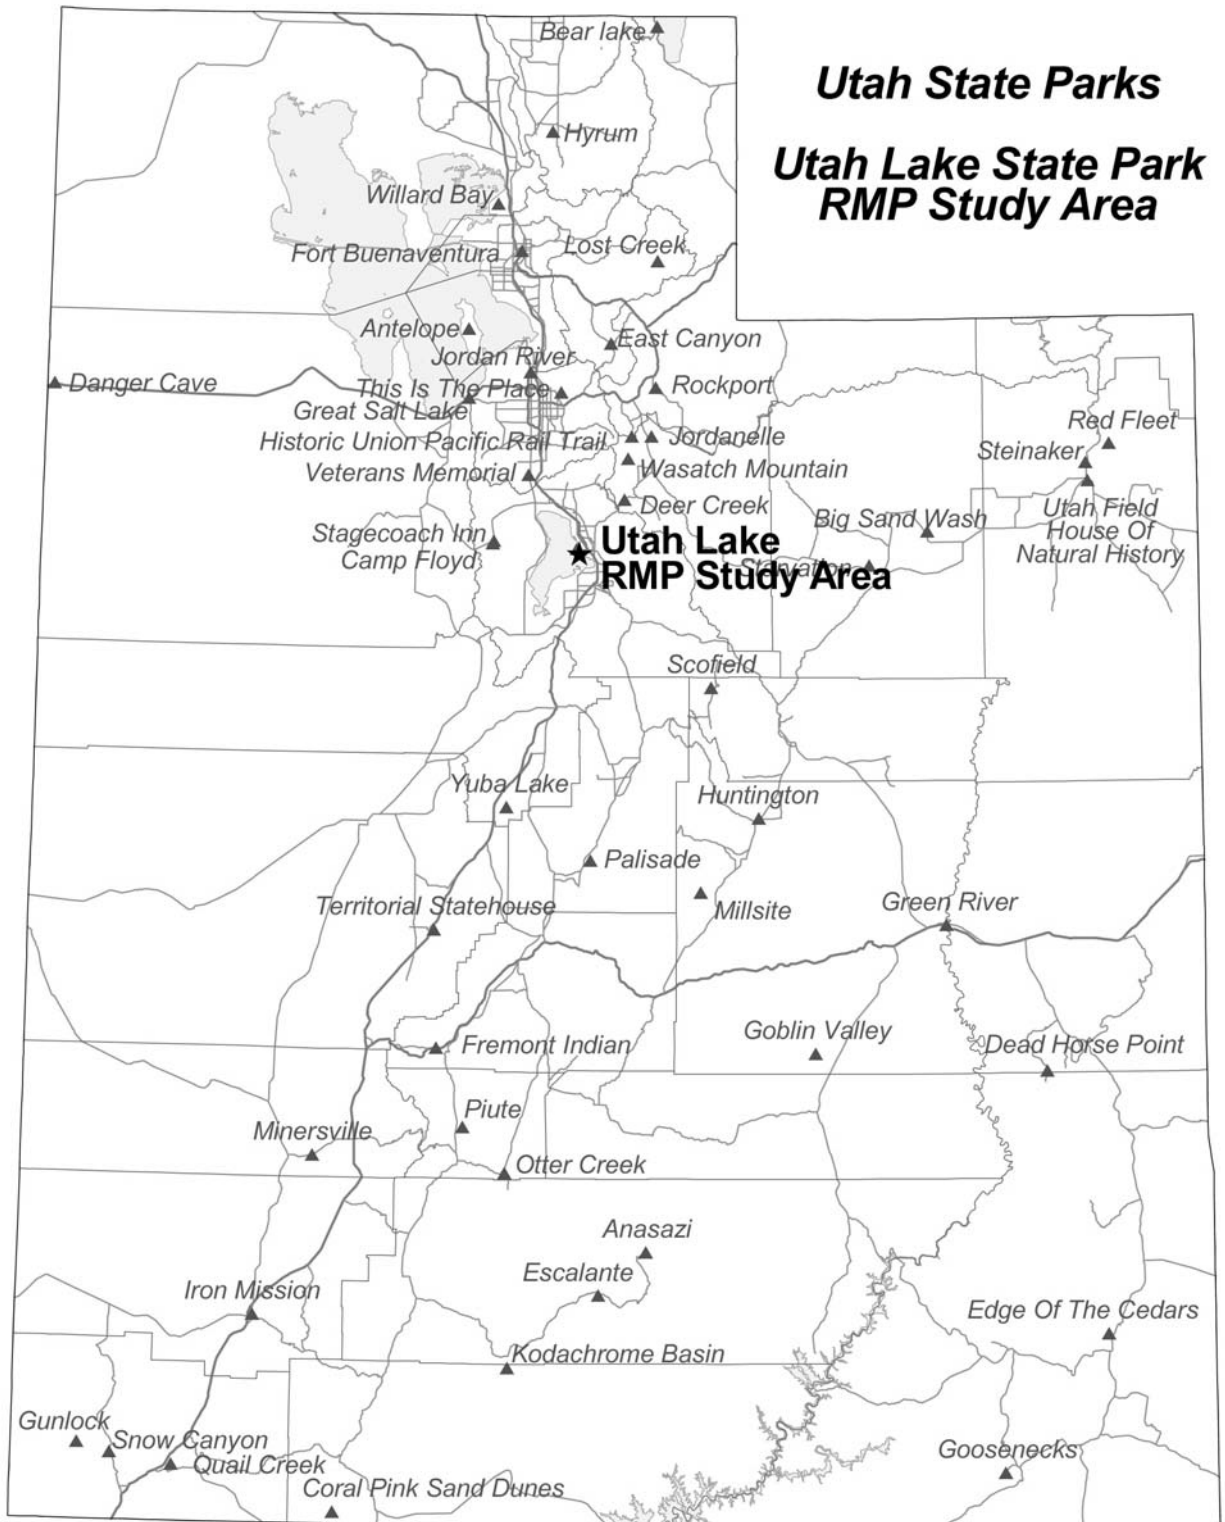 Bear lake
Utah State Parks
Hyrum
Utah Lake State Park
RMP Study Area
Willard Bay
Fort Buenaventura
Lost Creek
Antelope
East Canyon
Jordan River
Danger Cave
This Is The Place
Rockport
Great Salt Lake
Red Fleet
Historic Union Pacific Rail Trail
Jordanelle
Steinaker
Veterans Memorial
Wasatch Mountain
Deer Creek
Utah Field
House Of
Natural History
Big Sand Wash
Stagecoach Inn
Camp Floyd
Utah Lake
RMP Study Area
Starvation
Scofield
Yuba Lake
Huntington
Palisade
Territorial Statehouse
Millsite
Green River
Fremont Indian
Goblin Valley
Dead Horse Point
Piute
Minersville
Otter Creek
Anasazi
Escalante
Iron Mission
Edge Of The Cedars
Kodachrome Basin
Gunlock
Snow Canyon
Quail Creek
Goosenecks
Coral Pink Sand Dunes